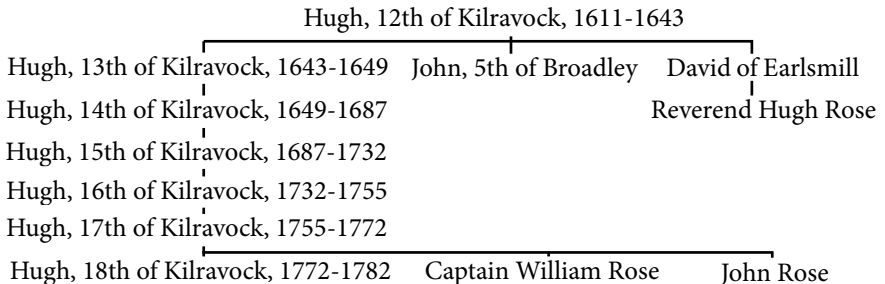 Hugh, 12th of Kilravock, 1611-1643
Hugh, 13th of Kilravock, 1643-1649 John, 5th of Broadley David of Earlsmill
Hugh, 14th of Kilravock, 1649-1687 Reverend Hugh Rose
Hugh, 15th of Kilravock, 1687-1732
Hugh, 16th of Kilravock, 1732-1755
Hugh, 17th of Kilravock, 1755-1772
Hugh, 18th of Kilravock, 1772-1782 Captain William Rose John Rose